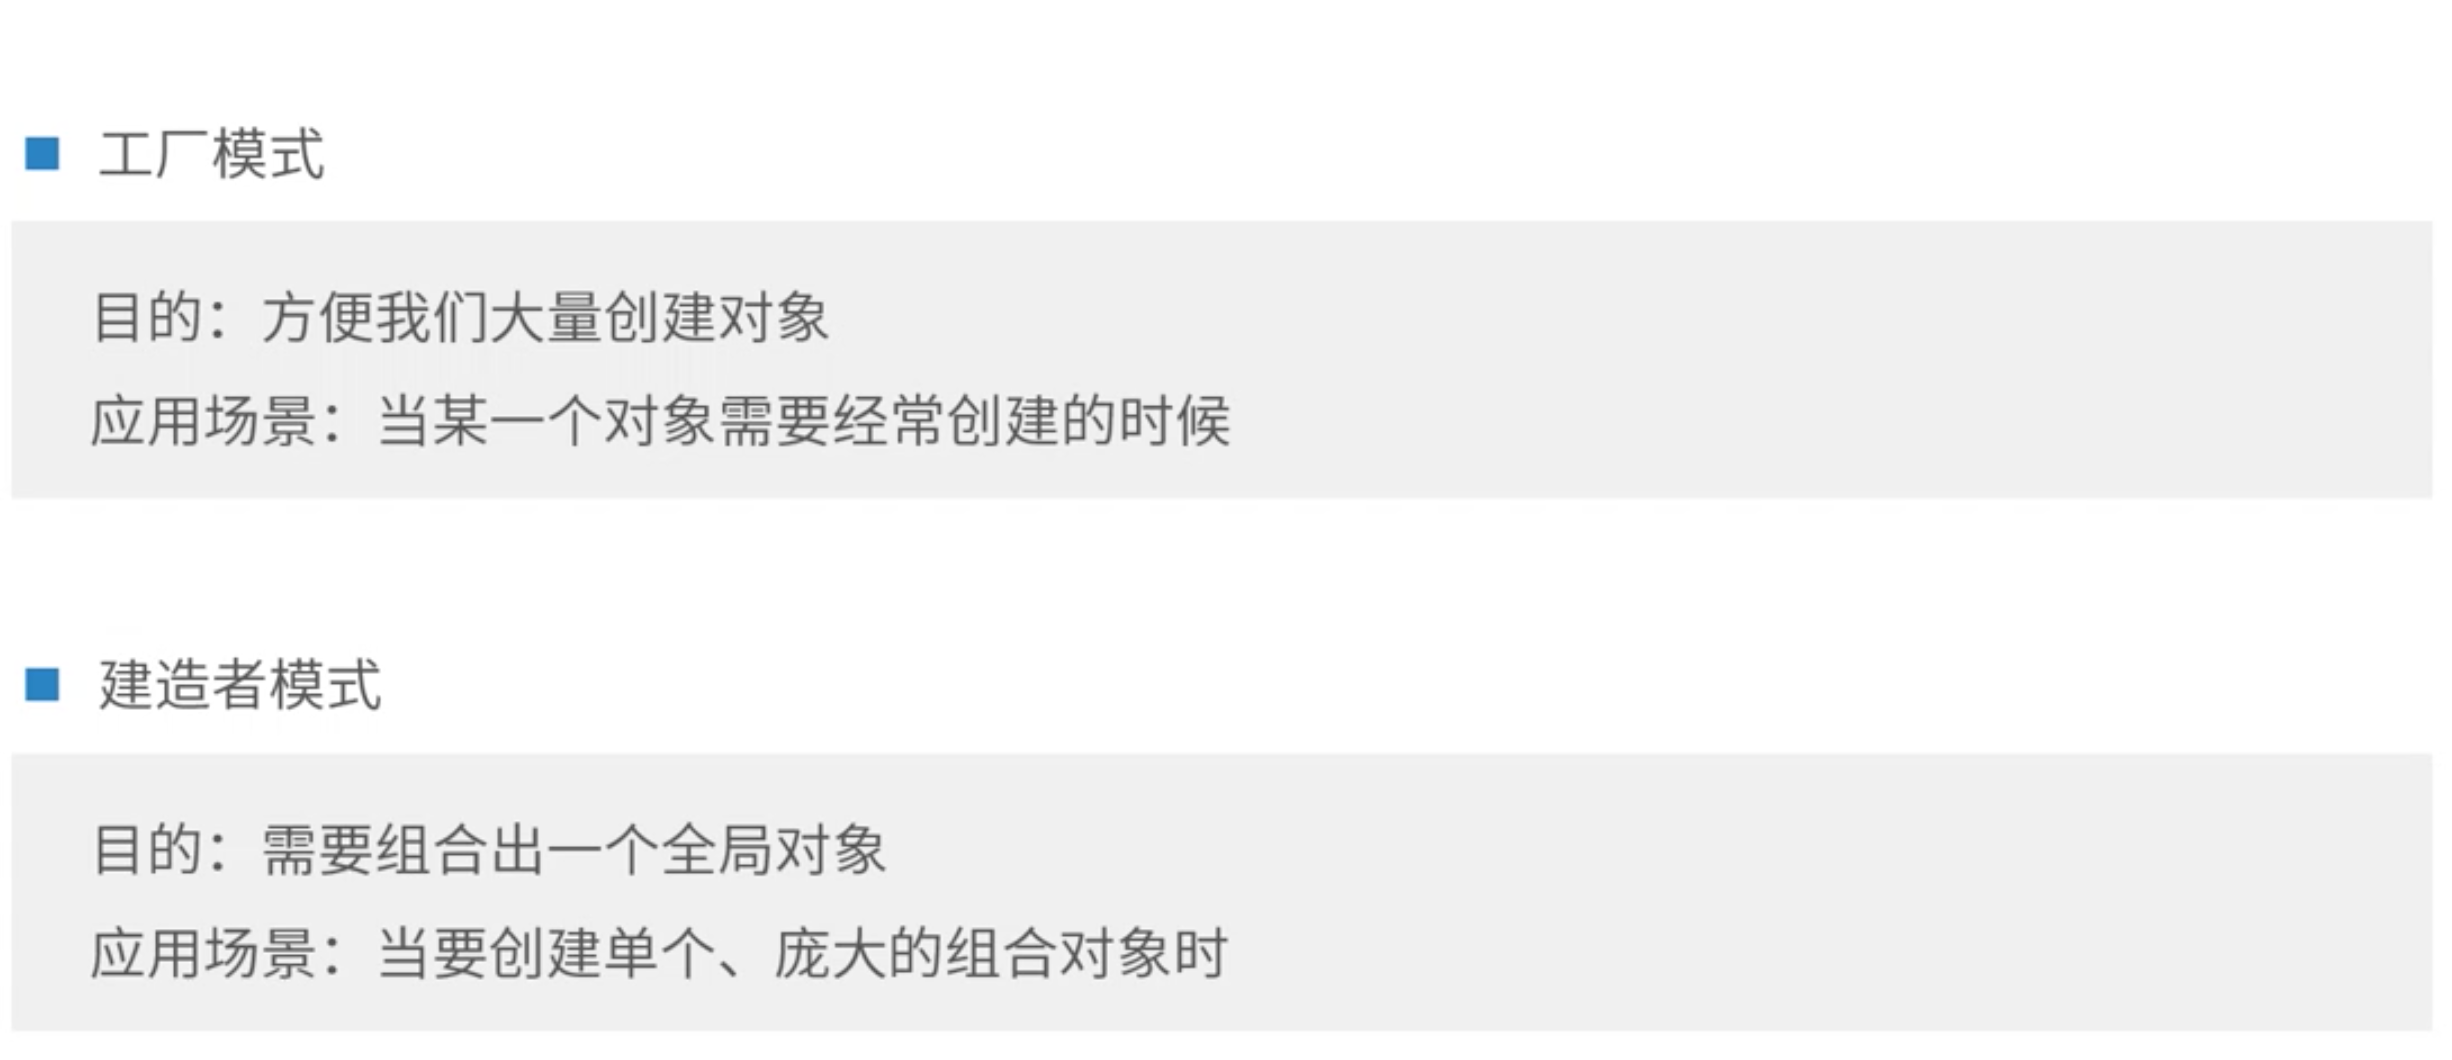 工厂模式
目的：方便我们大量创建对象
应用场景：当某一个对象需要经常创建的时候
建造者模式
目的：需要组合出一个全局对象
应用场景：当要创建单个、庞大的组合对象时